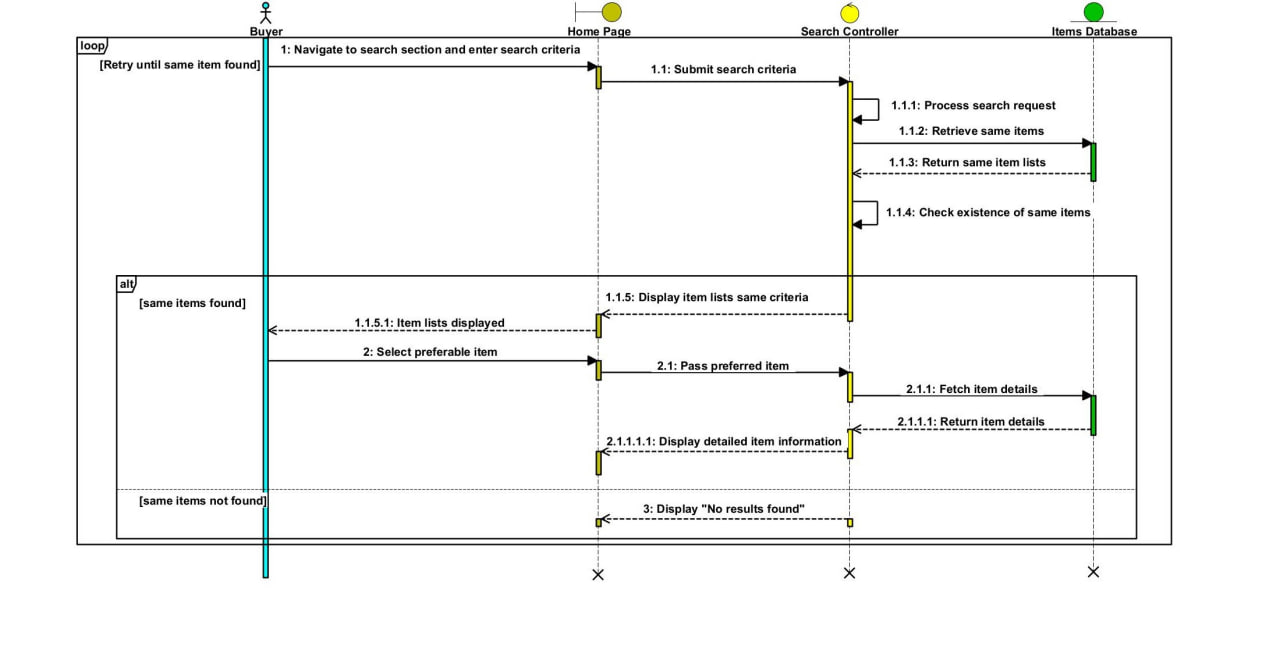 Buyer
Home Page
Search Controller
Items Database
loop
[Retry until same item found]
1: Navigate to search section and enter search criteria
1.1: Submit search criteria
1.1.1: Process search request
1.1.2: Retrieve same items
1.1.3: Return same item lists
1.1.4: Check existence of same items
alt
[same items found]
1.1.5: Display item lists same criteria
1.1.5.1: Item lists displayed
2: Select preferable item
2.1: Pass preferred item
2.1.1: Fetch item details
2.1.1.1: Return item details
2.1.1.1.1: Display detailed item information
[same items not found]
3: Display "No results found"